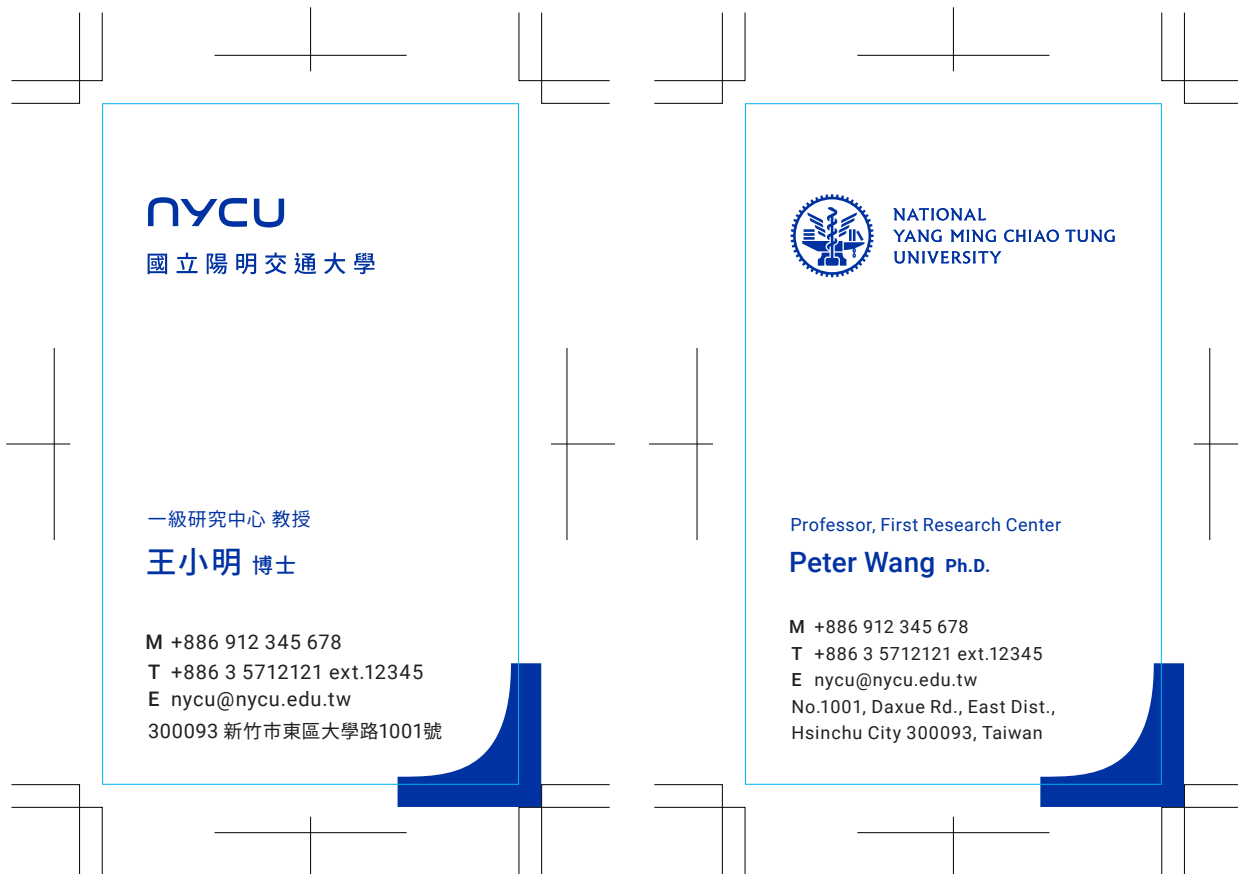 NYCU
國立陽明交通大學
一級研究中心 教授
王小明 博士
M +886 912 345 678
T +886 3 5712121 ext.12345
E nycu@nycu.edu.tw
300093 新竹市東區大學路1001號
NATIONAL
YANG MING CHIAO TUNG
UNIVERSITY
Professor, First Research Center
Peter Wang Ph.D.
M +886 912 345 678
T +886 3 5712121 ext.12345
E nycu@nycu.edu.tw
No.1001, Daxue Rd., East Dist.,
Hsinchu City 300093, Taiwan